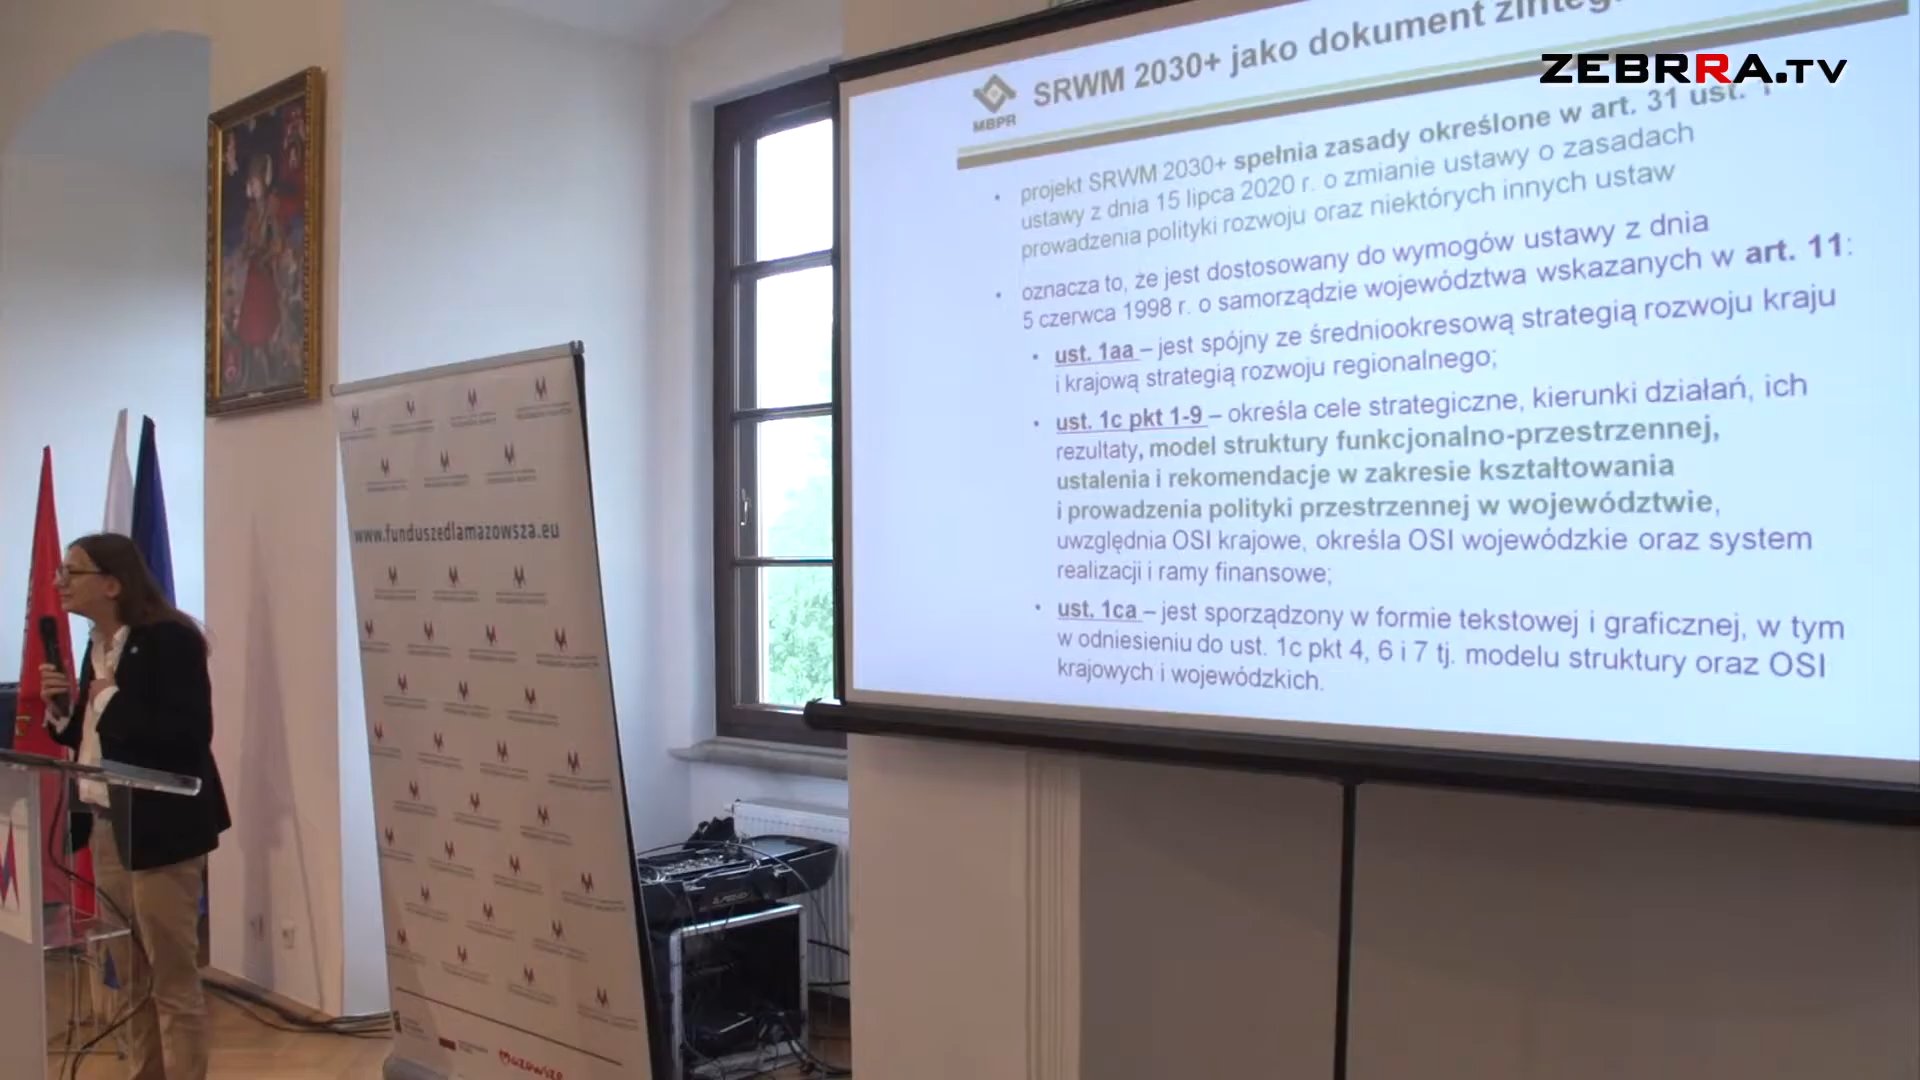 ZEBRRA.TV
SRWM 2030+ jako dokument
MBPR
projekt SRWM 2030+ spełnia zasady określone w art. 31 ust. 1
ustawy z dnia 15 lipca 2020 r. o zmianie ustawy o zasadach
prowadzenia polityki rozwoju oraz niektórych innych ustaw
oznacza to, że jest dostosowany do wymogów ustawy z dnia
5 czerwca 1998 r. o samorządzie województwa wskazanych w art. 11:
ust. 1aa – jest spójny ze średniookresową strategią rozwoju kraju
i krajową strategią rozwoju regionalnego;
ust. 1c pkt 1-9 – określa cele strategiczne, kierunki działań, ich
rezultaty, model struktury funkcjonalno-przestrzennej,
ustalenia i rekomendacje w zakresie kształtowania
i prowadzenia polityki przestrzennej w województwie,
uwzględnia OSI krajowe, określa OSI wojewódzkie oraz system
realizacji i ramy finansowe;
ust. 1ca – jest sporządzony w formie tekstowej i graficznej, w tym
w odniesieniu do ust. 1c pkt 4, 6 i 7 tj. modelu struktury oraz OSI
krajowych i wojewódzkich.
www.funduszedlamazowsza.eu
Mazowsze